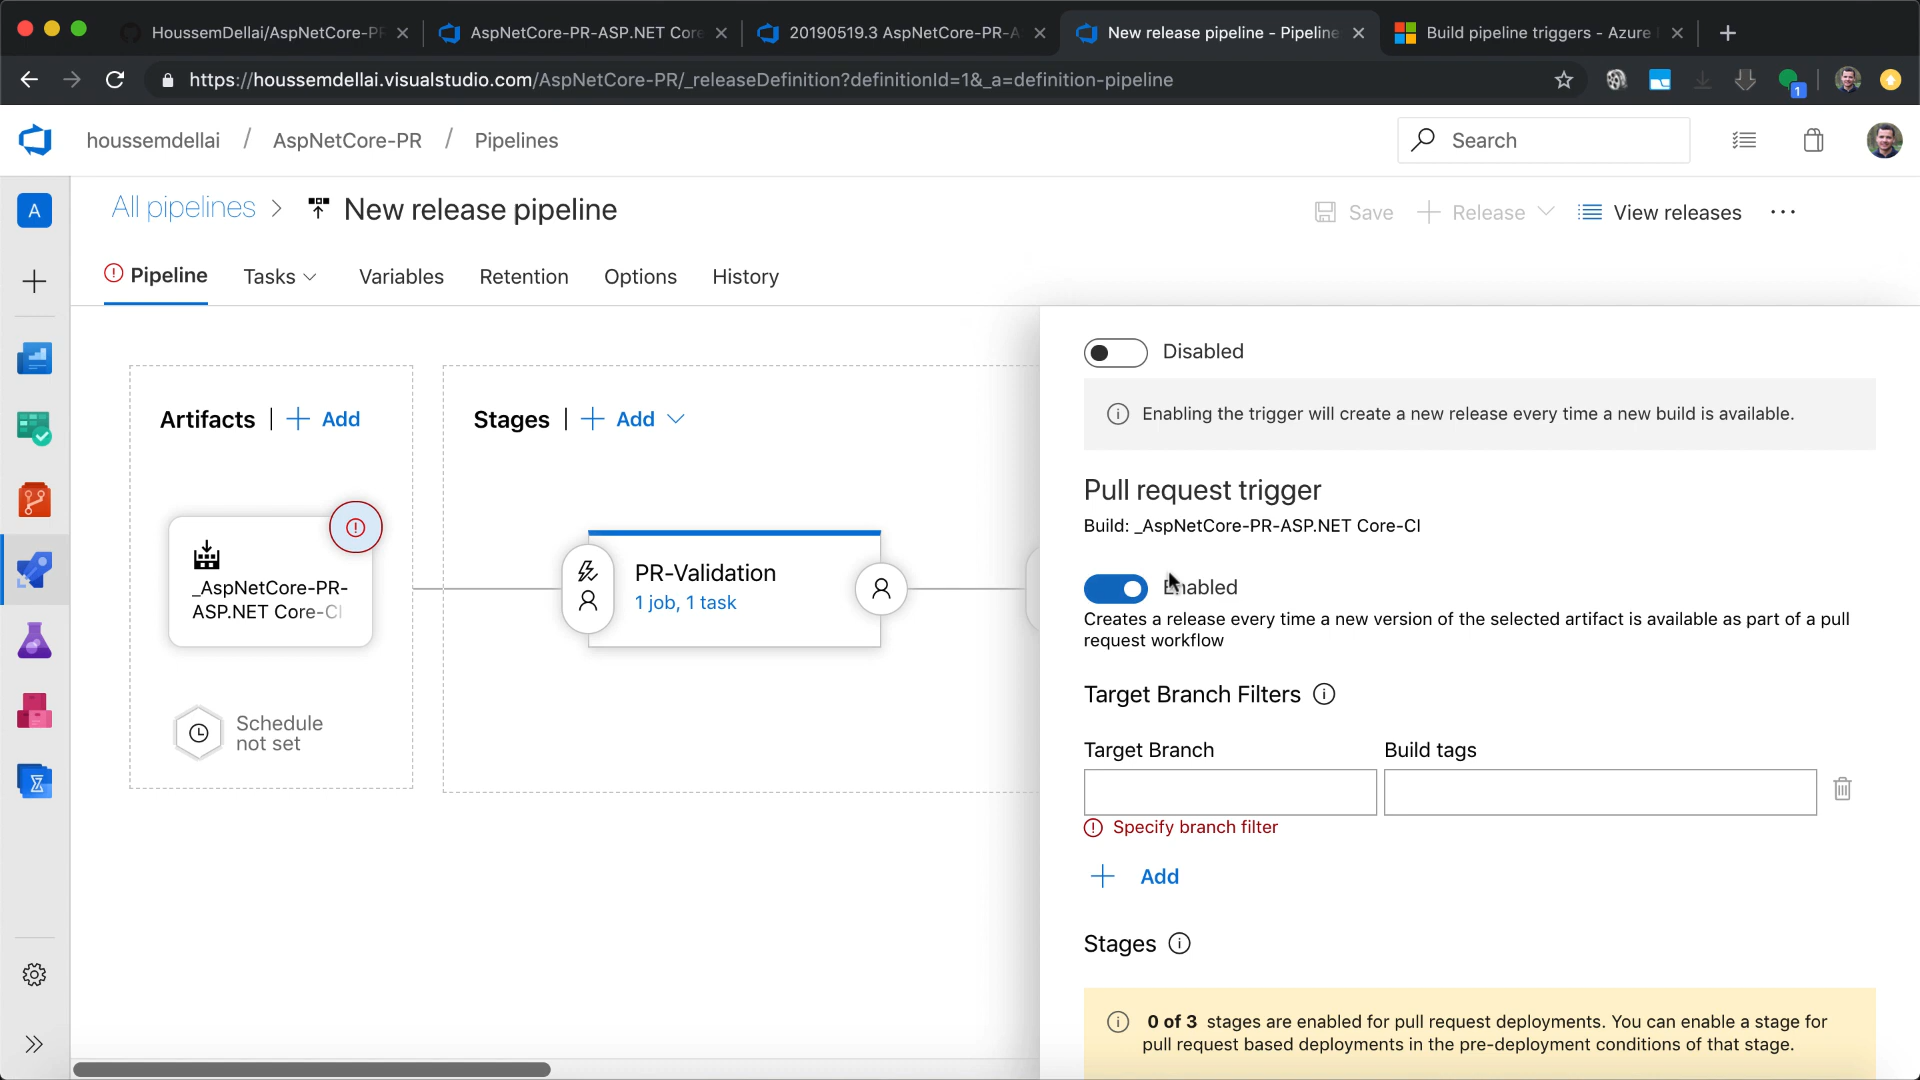 HoussemDellai/AspNetCore-PR
AspNetCore-PR-ASP.NET Core
20190519.3 AspNetCore-PR-A
New release pipeline - Pipeline
Build pipeline triggers - Azure
https://houssemdellai.visualstudio.com/AspNetCore-PR/_releaseDefinition?definitionId=1&_a=definition-pipeline
1
houssemdellai / AspNetCore-PR / Pipelines
Search
A
All pipelines > New release pipeline
Save
Release
View releases
Pipeline
Tasks
Variables
Retention
Options
History
Artifacts | + Add
Stages | + Add
_AspNetCore-PR-
ASP.NET Core-CI
PR-Validation
1 job, 1 task
Schedule
not set
Disabled
Enabling the trigger will create a new release every time a new build is available.
Pull request trigger
Build: _AspNetCore-PR-ASP.NET Core-CI
Enabled
Creates a release every time a new version of the selected artifact is available as part of a pull
request workflow
Target Branch Filters
Target Branch
Build tags
Specify branch filter
+ Add
Stages
0 of 3 stages are enabled for pull request deployments. You can enable a stage for
pull request based deployments in the pre-deployment conditions of that stage.